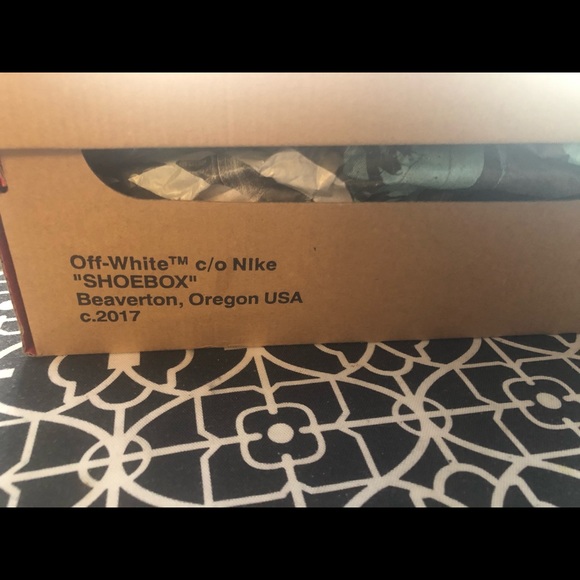 Off-White™ c/o NIke
"SHOEBOX"
Beaverton, Oregon USA
c.2017